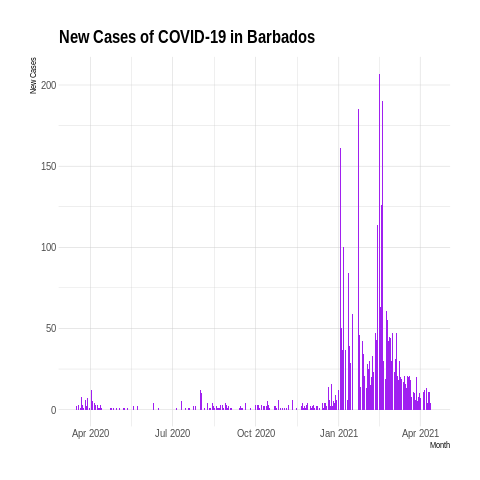 New Cases of COVID-19 in Barbados
New Cases
200
150
100
50
0
Apr 2020
Jul 2020
Oct 2020
Jan 2021
Apr 2021
Month